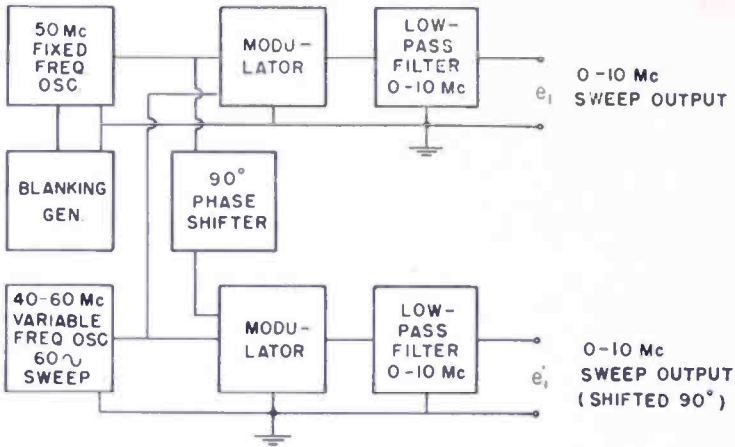 50 Mc
FIXED
FREQ
OSC.
MODU-
LATOR
LOW-
PASS
FILTER
0-10 Mc
e₁
0-10 Mc
SWEEP OUTPUT
BLANKING
GEN.
90°
PHASE
SHIFTER
40-60 Mc
VARIABLE
FREQ OSC
60∿
SWEEP
MODU-
LATOR
LOW-
PASS
FILTER
0-10 Mc
e₁'
0-10 Mc
SWEEP OUTPUT
(SHIFTED 90°)